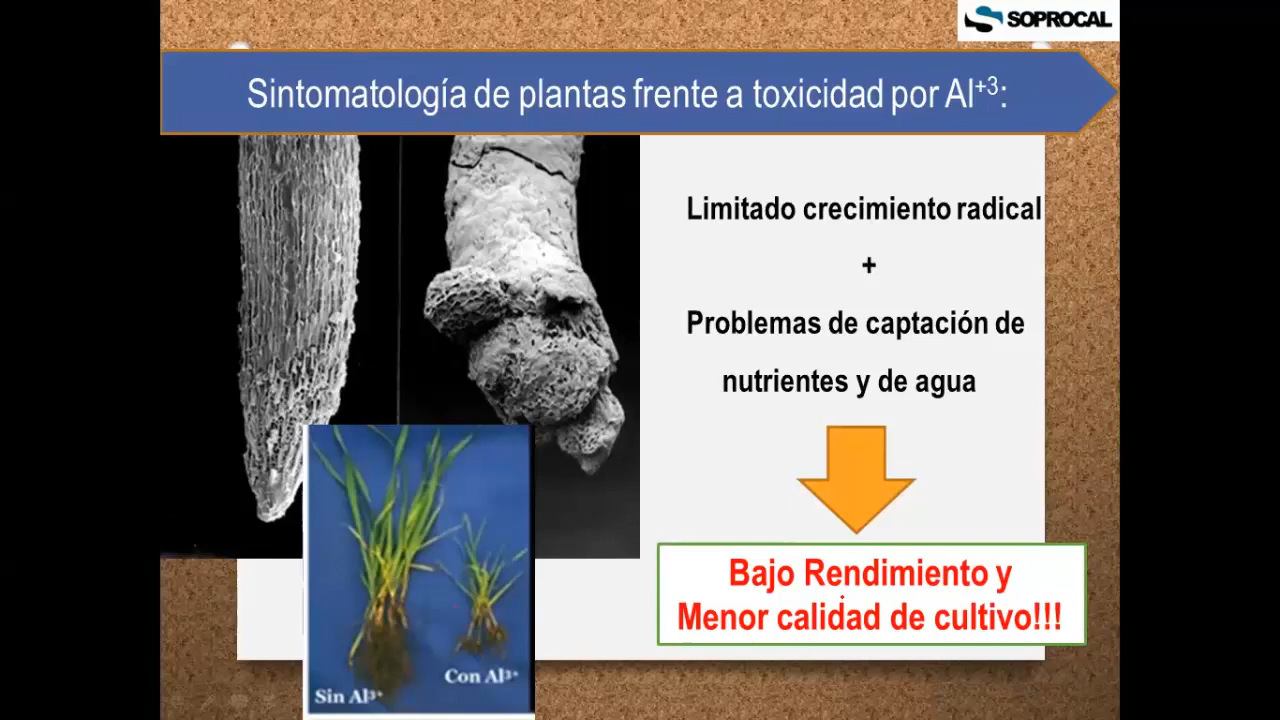 SOPROCAL
Sintomatología de plantas frente a toxicidad por Al+3:
Limitado crecimiento radical
+
Problemas de captación de
nutrientes y de agua
Bajo Rendimiento y
Menor calidad de cultivo!!!
Con Al3+
Sin Al3+